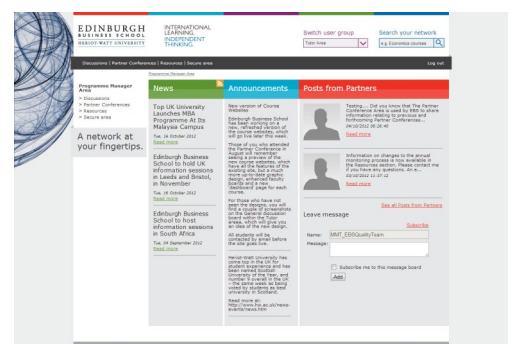 EDINBURGH
BUSINESS SCHOOL
HERIOT-WATT UNIVERSITY
INTERNATIONAL
LEARNING,
INDEPENDENT
THINKING.
Switch user group
Tutor Area
Search your network
e.g. Economics courses
Discussions | Partner Conferences | Resources | Secure area
Log out
Programme Manager Area
Programme Manager
Area
> Discussions
> Partner Conferences
> Resources
> Secure area
A network at
your fingertips.
News
Top UK University
Launches MBA
Programme At Its
Malaysia Campus
Tue, 16 October 2012
Read more
Edinburgh Business
School to hold UK
information sessions
in Leeds and Bristol,
in November
Tue, 16 October 2012
Read more
Edinburgh Business
School to host
information sessions
in South Africa
Tue, 04 September 2012
Read more
Announcements
New version of Course
Websites
Edinburgh Business School
has been working on a
new, refreshed version of
the course websites, which
will go live later this week.
Those of you who attended
the Partner Conference in
August will remember
seeing a preview of the
new course websites, which
have all the features of the
existing site, but a much
more up-to-date graphic
design, enhanced faculty
boards and a new
'dashboard' page for each
course.
For those who have not
seen the designs, you will
find a couple of screenshots
on the General discussion
board within the Tutor
areas, which will give you
an idea of the new design.
All students will be
contacted by email before
the site goes live.
Heriot-Watt University has
come top in the UK for
student experience and has
been named Scottish
University of the Year, and
number 9 overall in the UK
– the same week as being
voted by students as best
university in Scotland.
Read more at:
http://www.hw.ac.uk/news-
events/news.htm
Posts from Partners
Testing... Did you know that The Partner
Conference Area is used by EBS to share
information relating to previous and
forthcoming Partner Conferences...
Read more
Information on changes to the annual
monitoring process is now available in
the Resources section. Please contact me
if you have any questions. An e...
Read more
See all Posts from Partners
Leave message
Subscribe
Name:
MMIT_EBSQualityTeam
Message:
Subscribe me to this message board
Add